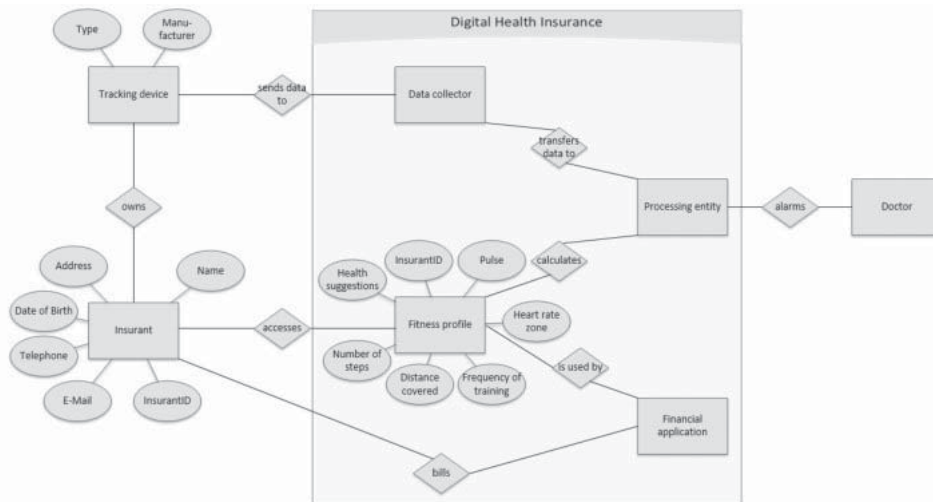 Digital Health Insurance
Type
Manu-
facturer
Tracking device
sends data
to
Data collector
transfers
data to
owns
Processing entity
alarms
Doctor
Address
Name
InsurantID
Pulse
calculates
Health
suggestions
Date of Birth
Insurant
accesses
Fitness profile
Heart rate
zone
Telephone
Number of
steps
Distance
covered
Frequency of
training
is used by
E-Mail
InsurantID
Financial
application
bills